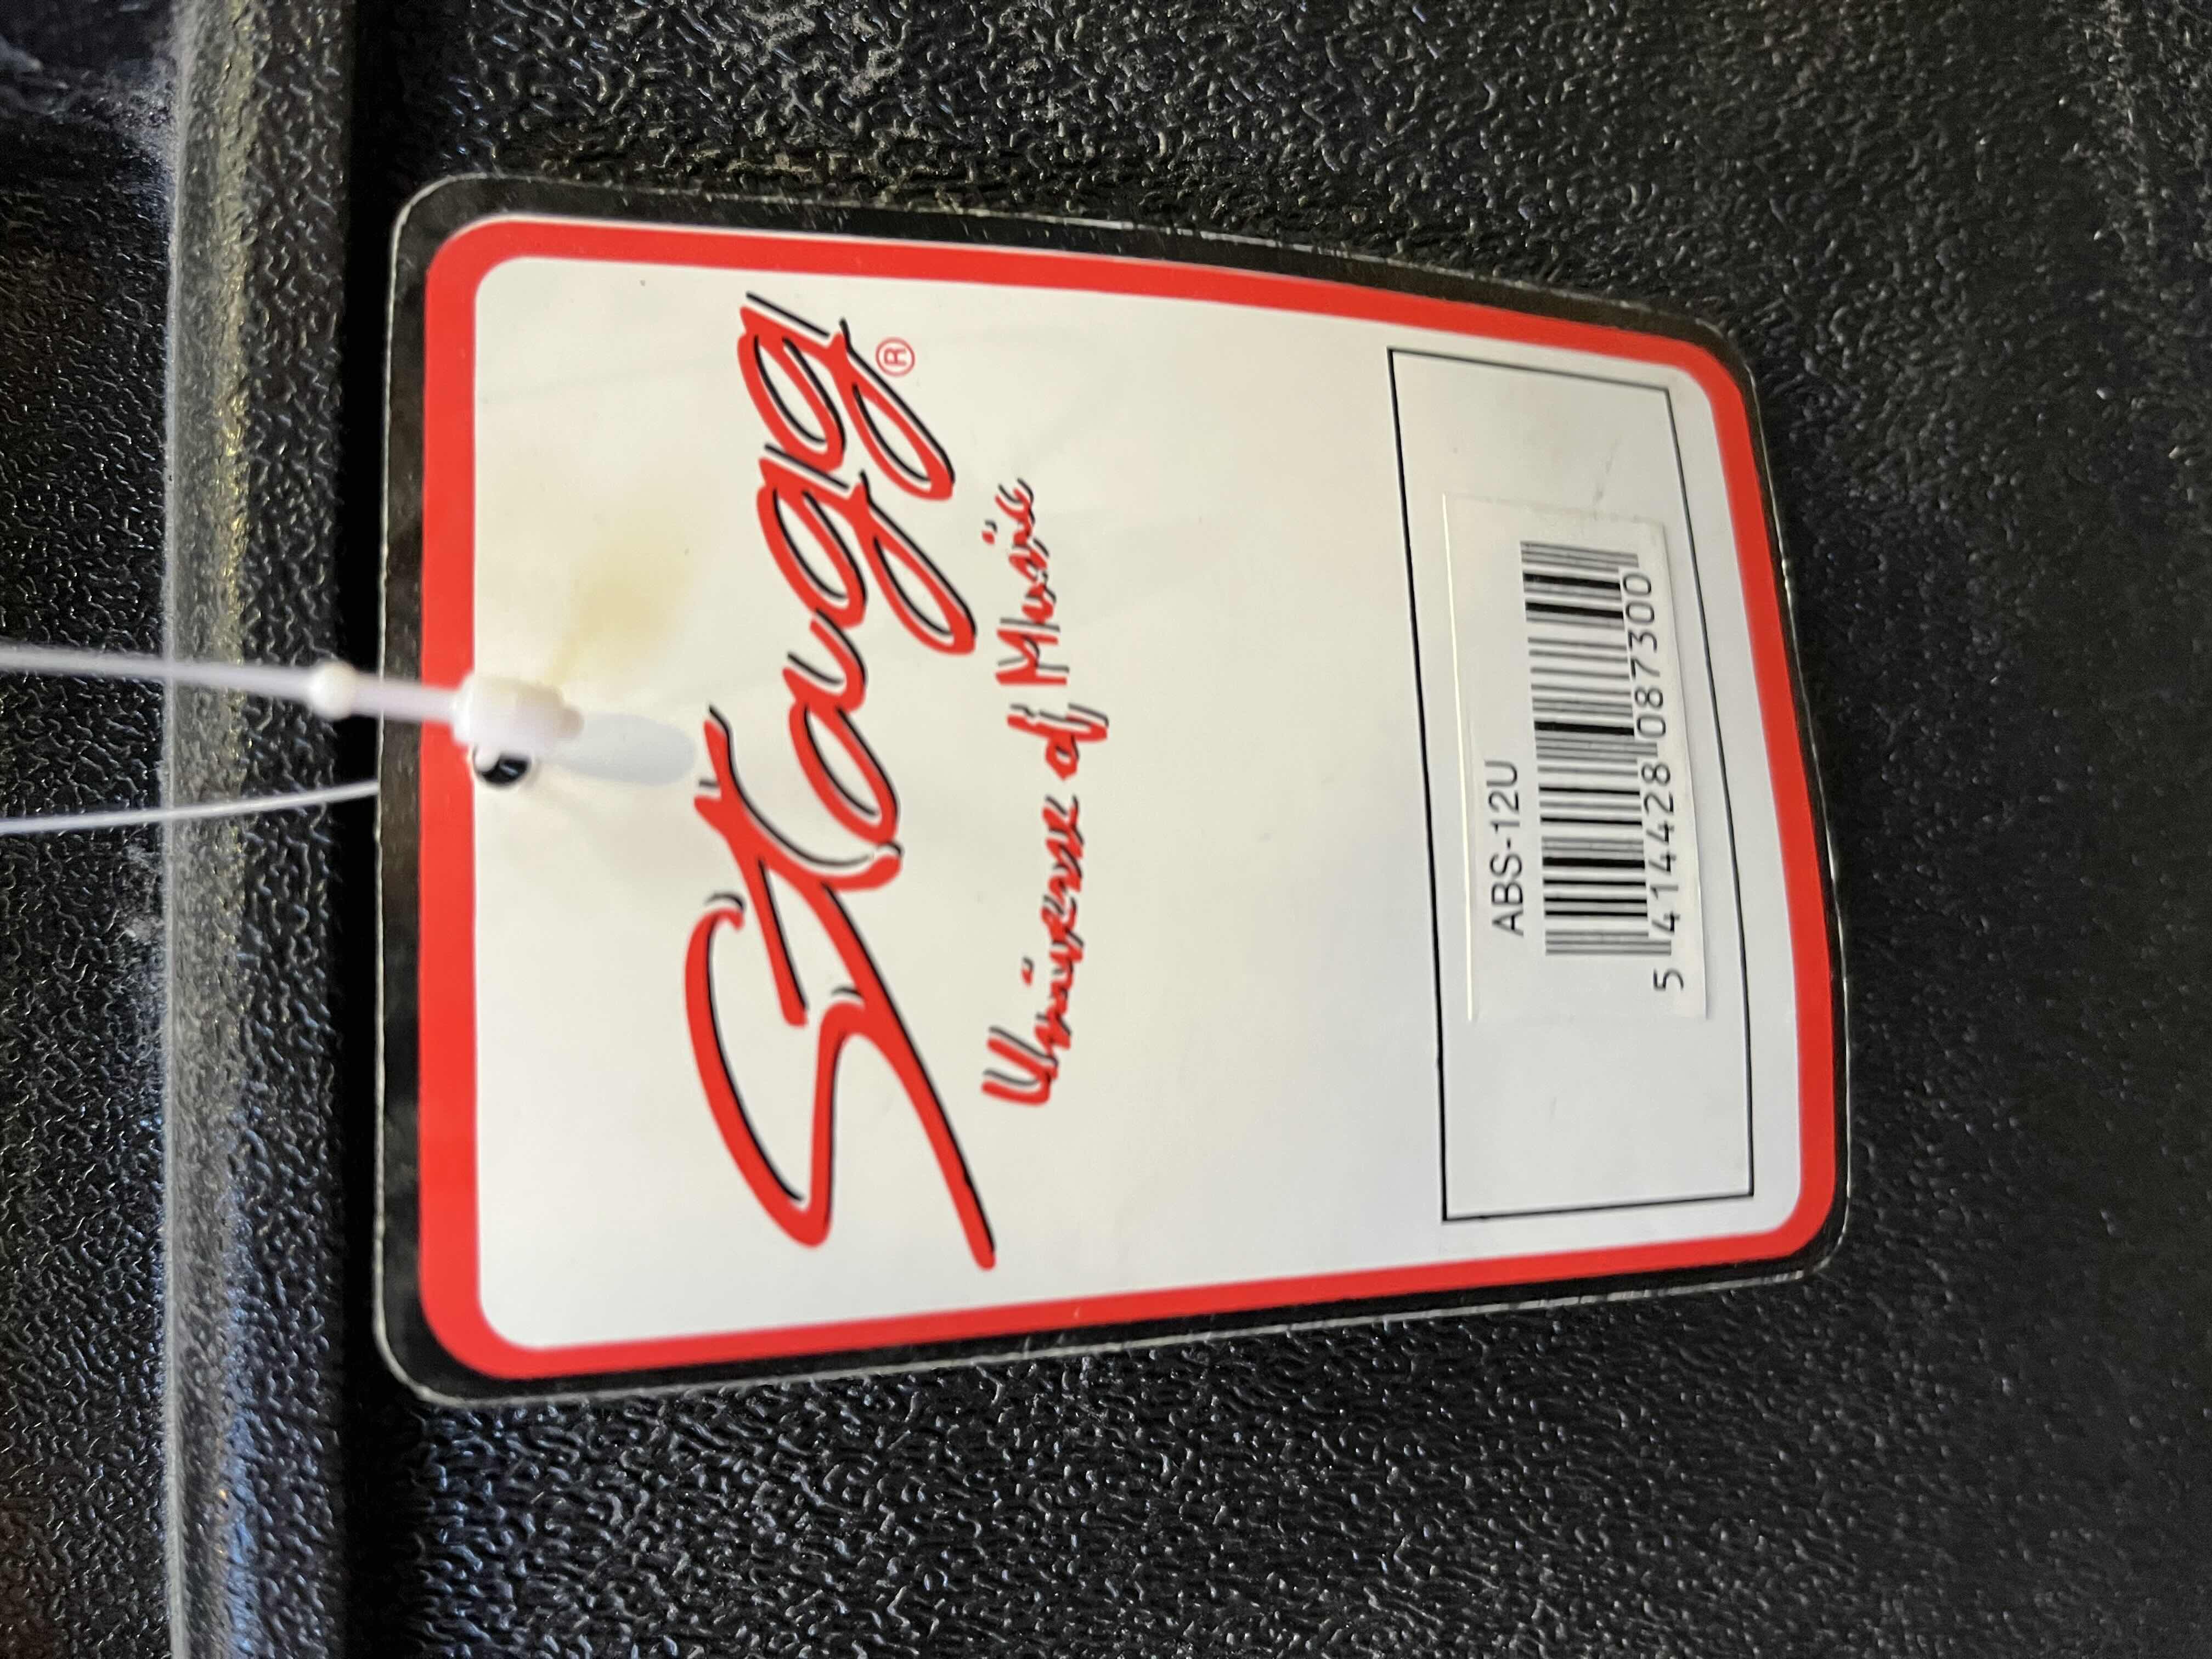 Stagg®
Universe of Music
ABS-12U
5 414428 087300